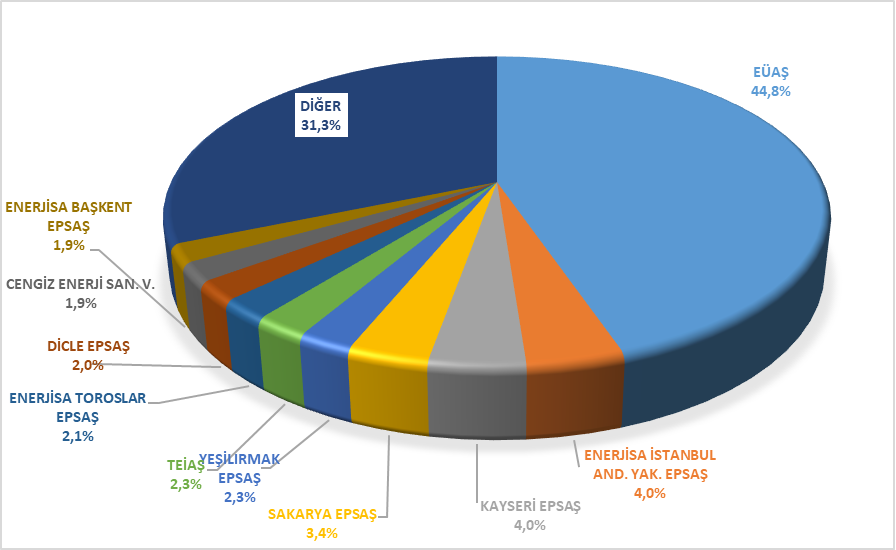 EÜAŞ
44,8%
ENERJİSA İSTANBUL
AND. YAK. EPSAŞ
4,0%
KAYSERİ EPSAŞ
4,0%
SAKARYA EPSAŞ
3,4%
YEŞİLIRMAK
EPSAŞ
2,3%
TEİAŞ
2,3%
ENERJİSA TOROSLAR
EPSAŞ
2,1%
DİCLE EPSAŞ
2,0%
CENGİZ ENERJİ SAN. V.
1,9%
ENERJİSA BAŞKENT
EPSAŞ
1,9%
DİĞER
31,3%